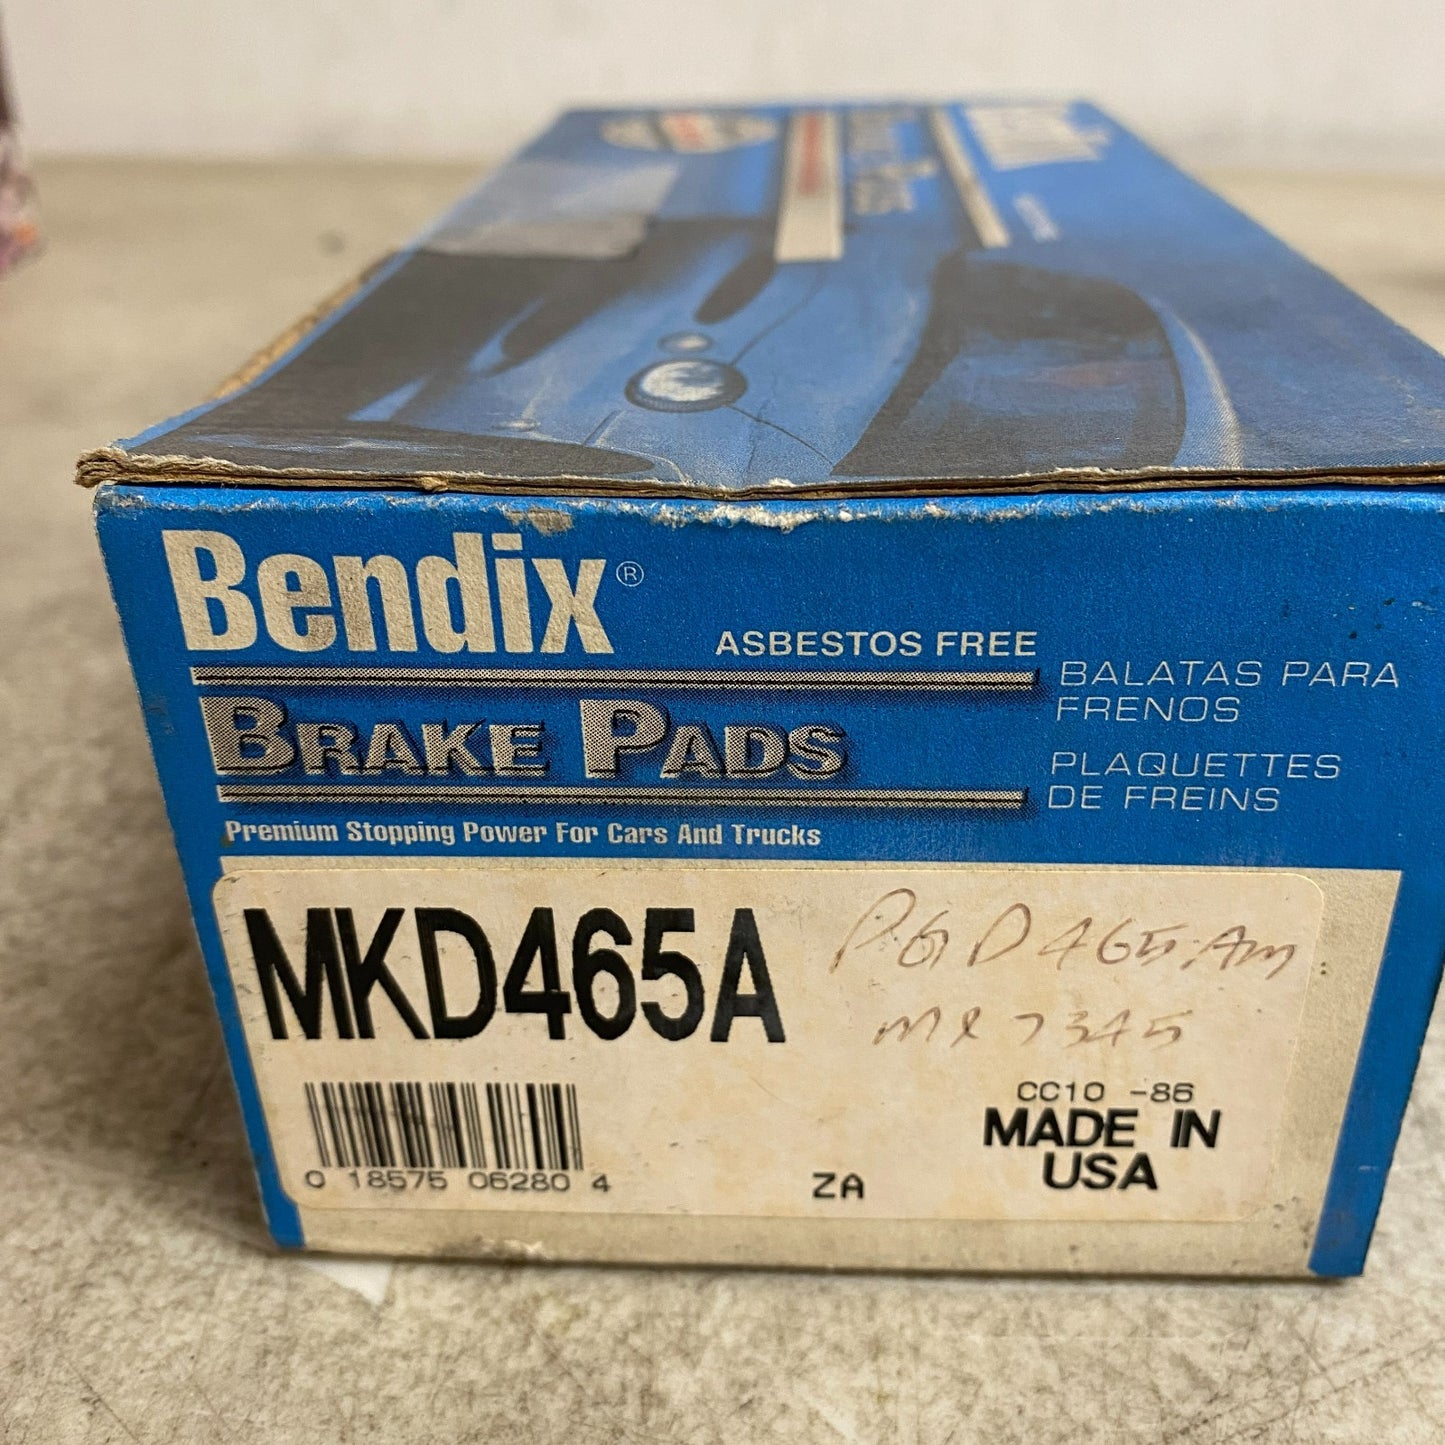 Bendix®
ASBESTOS FREE
BRAKE PADS
Premium Stopping Power For Cars And Trucks
BALATAS PARA
FRENOS
PLAQUETTES
DE FREINS
MKD465A
PGD465AM
MX7345
0 18575 06280 4
ZA
CC10 -86
MADE IN
USA